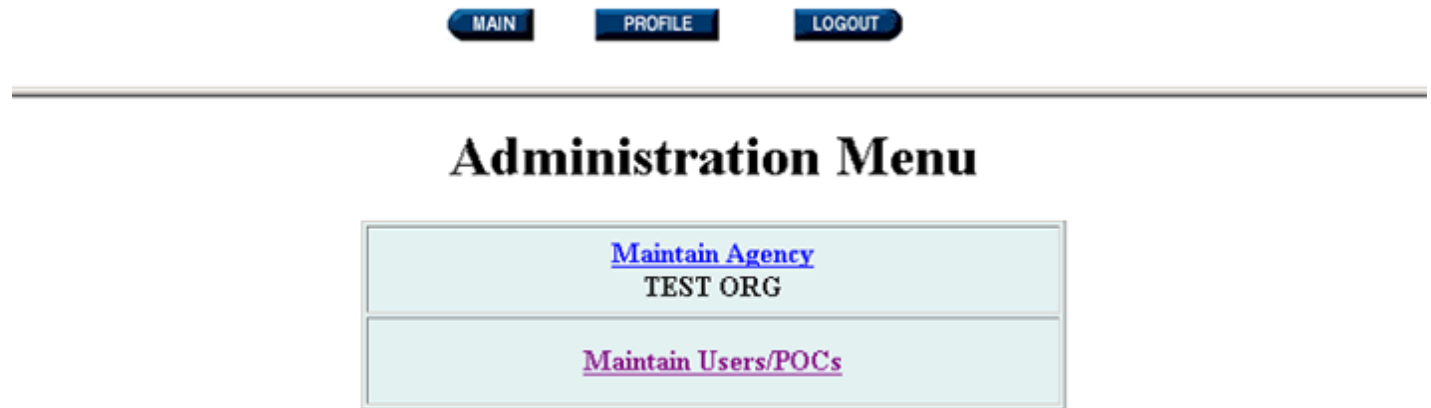 MAIN PROFILE LOGOUT
Administration Menu
Maintain Agency
TEST ORG
Maintain Users/POCs